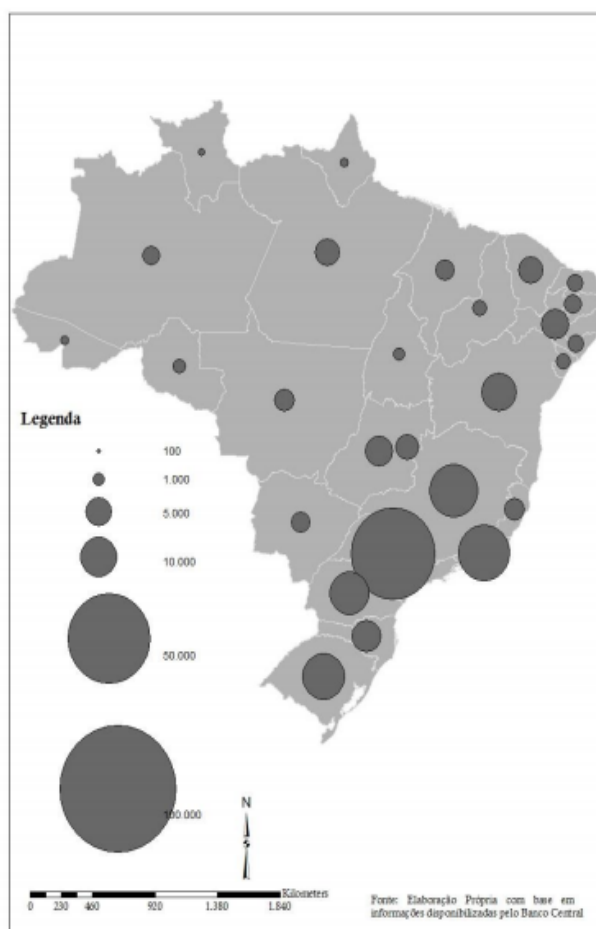 Legenda
100
1.000
5.000
10.000
50.000
100.000
N
S
Kilometers
0 230 460 920 1.380 1.840
Fonte: Elaboração Própria com base em
informações disponibilizadas pelo Banco Central